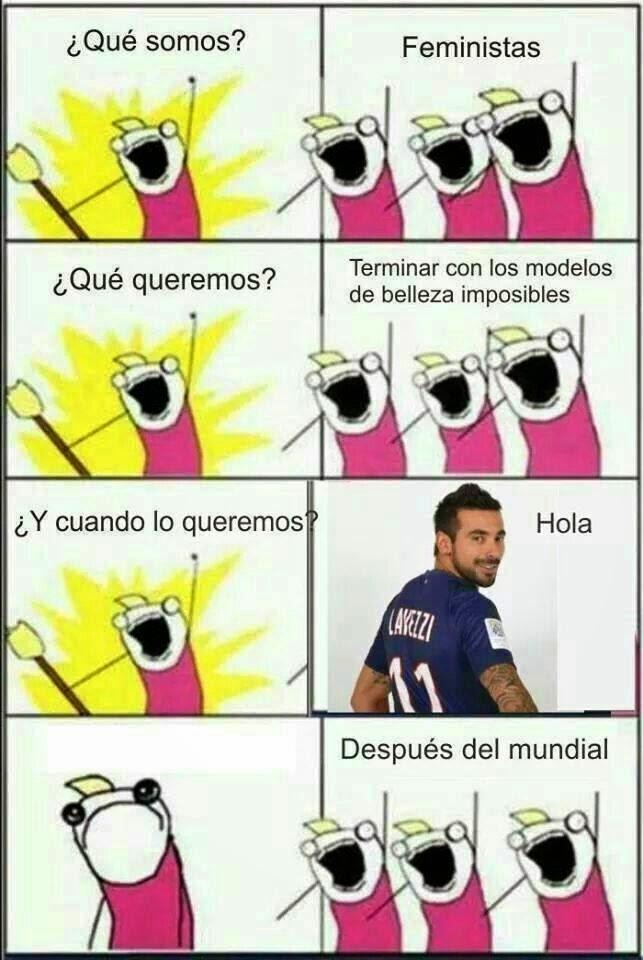 ¿Qué somos?
Feministas
¿Qué queremos?
Terminar con los modelos
de belleza imposibles
¿Y cuando lo queremos?
Hola
LAVEZZI
11
Después del mundial